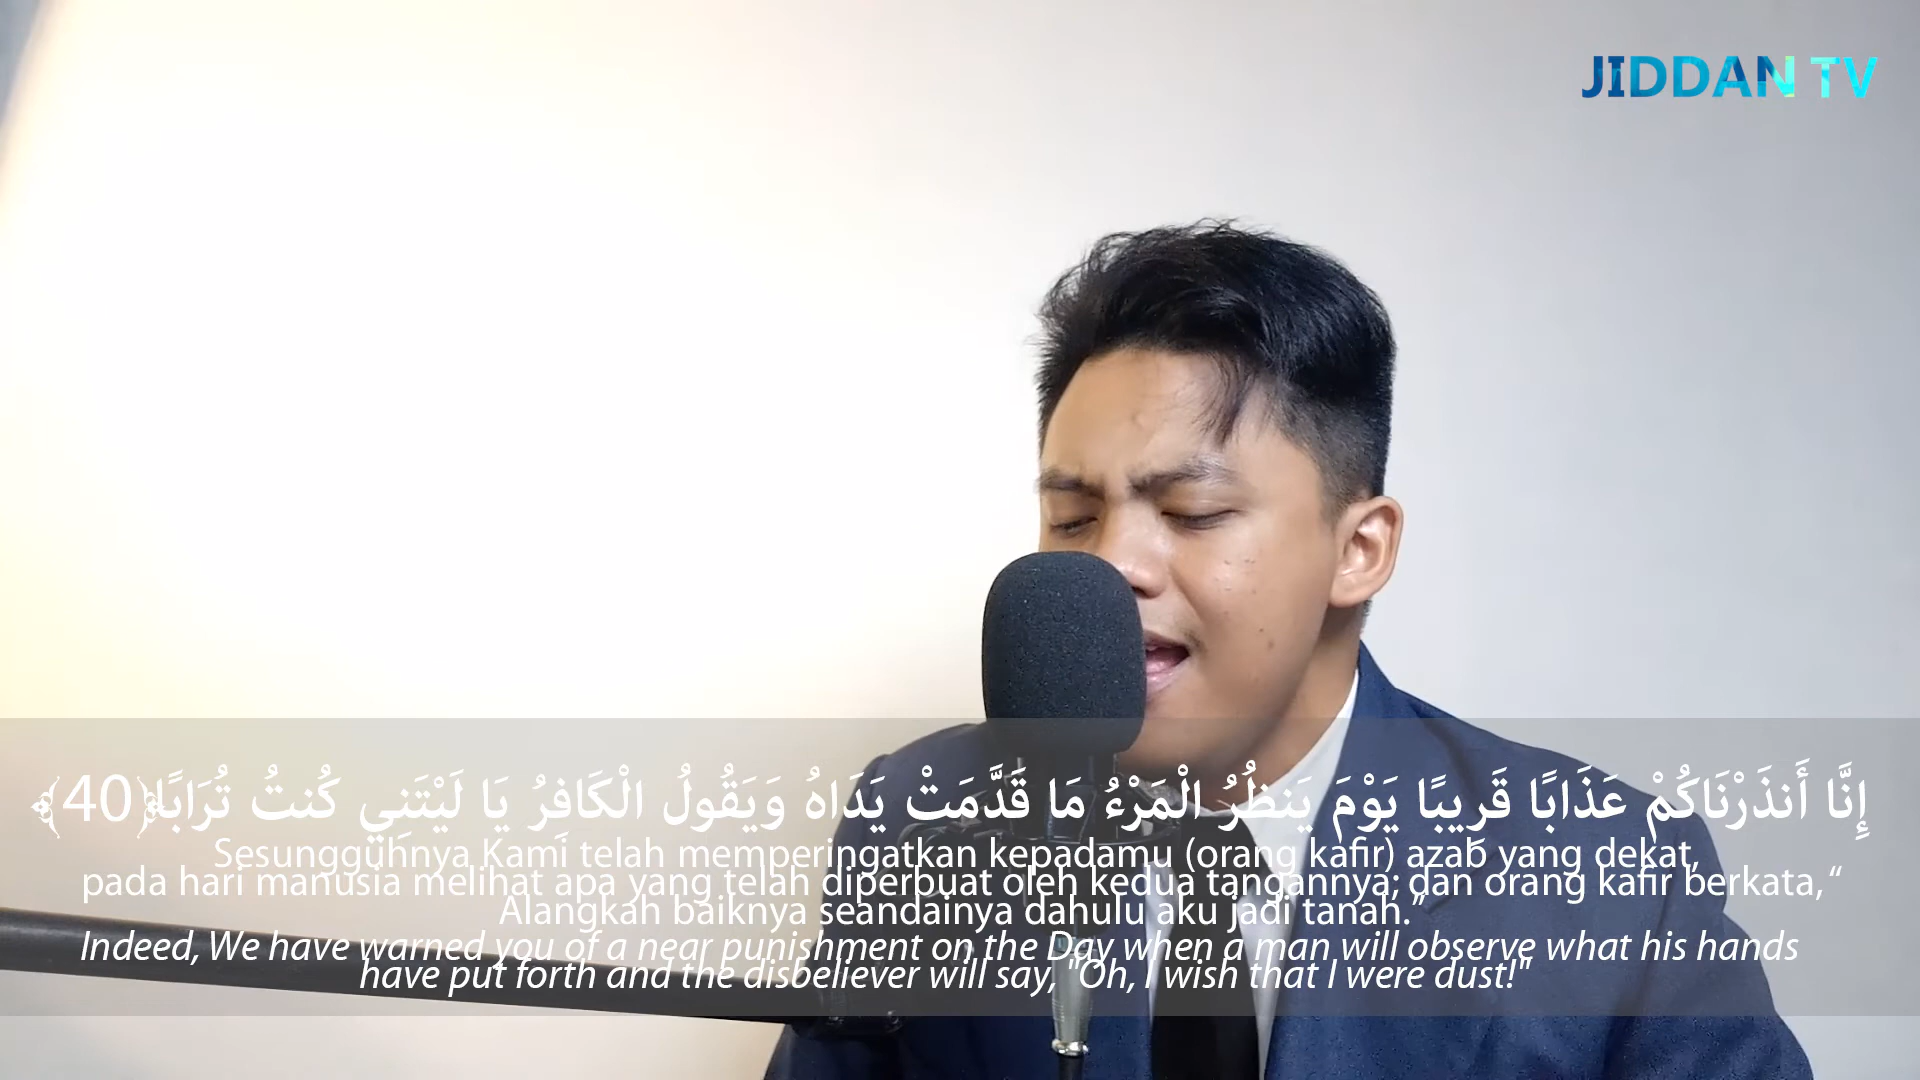 JIDDAN TV
إِنَّا أَنذَرْنَاكُمْ عَذَابًا قَرِيبًا يَوْمَ يَنظُرُ الْمَرْءُ مَا قَدَّمَتْ يَدَاهُ وَيَقُولُ الْكَافِرُ يَا لَيْتَنِي كُنتُ تُرَابًا﴿40﴾
Sesungguhnya Kami telah memperingatkan kepadamu (orang kafir) azab yang dekat,
pada hari manusia melihat apa yang telah diperbuat oleh kedua tangannya; dan orang kafir berkata,“
Alangkah baiknya seandainya dahulu aku jadi tanah.”
Indeed, We have warned you of a near punishment on the Day when a man will observe what his hands
have put forth and the disbeliever will say, "Oh, I wish that I were dust!"